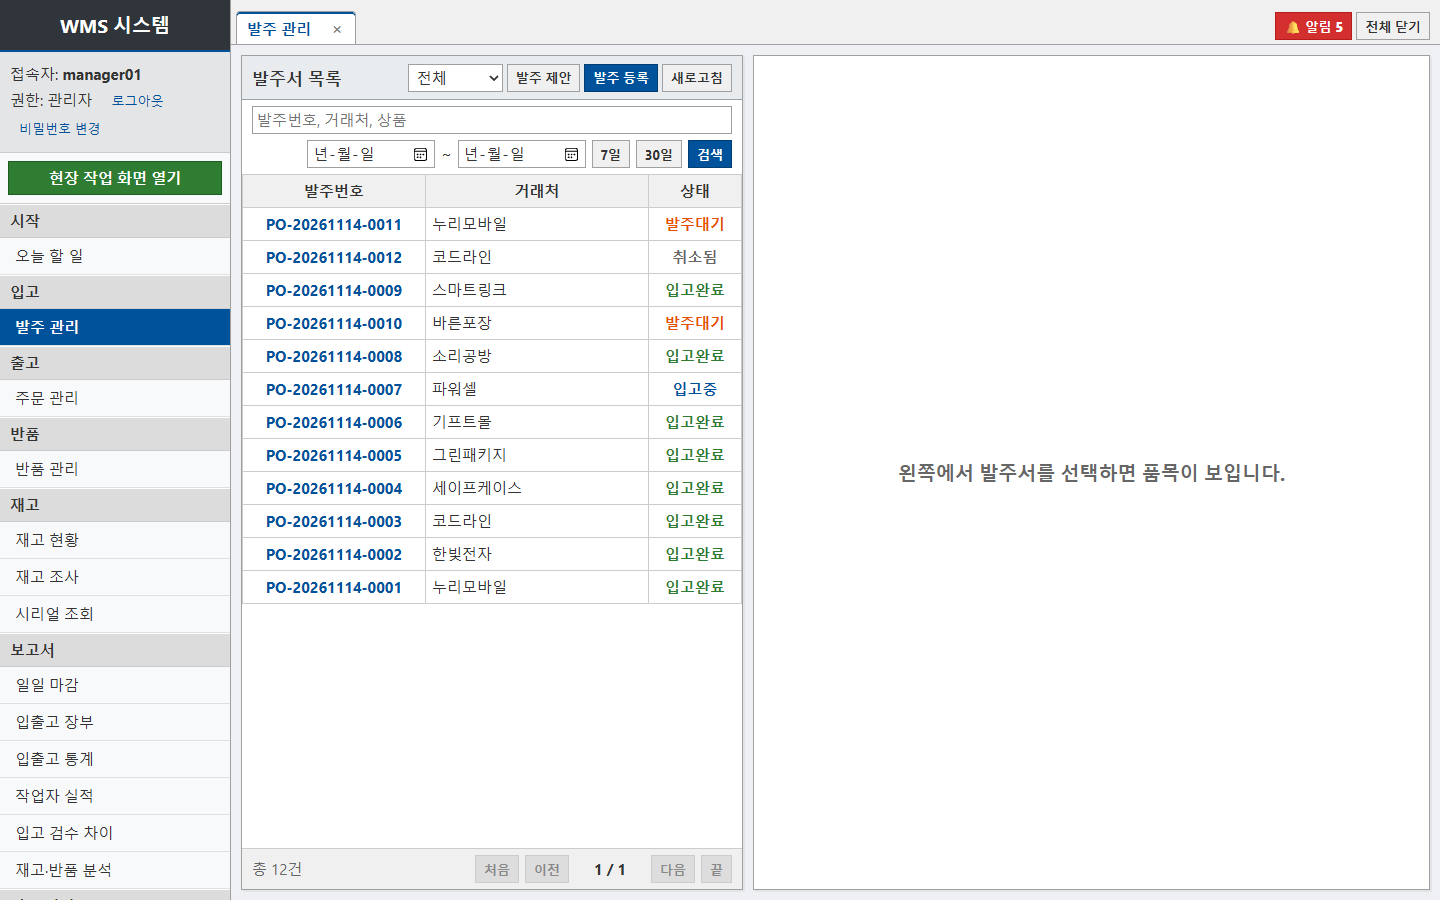 WMS 시스템
접속자: manager01
권한: 관리자 로그아웃
비밀번호 변경
현장 작업 화면 열기
시작
오늘 할 일
입고
발주 관리
출고
주문 관리
반품
반품 관리
재고
재고 현황
재고 조사
시리얼 조회
보고서
일일 마감
입출고 장부
입출고 통계
작업자 실적
입고 검수 차이
재고·반품 분석
발주 관리 ×
알림 5 전체 닫기
발주서 목록 전체 발주 제안 발주 등록 새로고침
발주번호, 거래처, 상품
년-월-일 ~ 년-월-일 7일 30일 검색
발주번호 거래처 상태
PO-20261114-0011 누리모바일 발주대기
PO-20261114-0012 코드라인 취소됨
PO-20261114-0009 스마트링크 입고완료
PO-20261114-0010 바른포장 발주대기
PO-20261114-0008 소리공방 입고완료
PO-20261114-0007 파워셀 입고중
PO-20261114-0006 기프트몰 입고완료
PO-20261114-0005 그린패키지 입고완료
PO-20261114-0004 세이프케이스 입고완료
PO-20261114-0003 코드라인 입고완료
PO-20261114-0002 한빛전자 입고완료
PO-20261114-0001 누리모바일 입고완료
총 12건 처음 이전 1 / 1 다음 끝
왼쪽에서 발주서를 선택하면 품목이 보입니다.